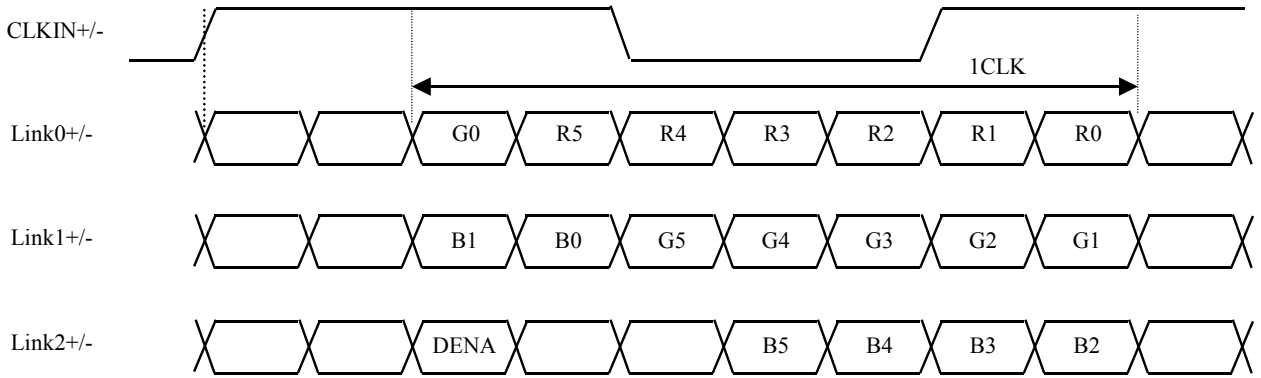 CLKIN+/-
1CLK
Link0+/- G0 R5 R4 R3 R2 R1 R0
Link1+/- B1 B0 G5 G4 G3 G2 G1
Link2+/- DENA B5 B4 B3 B2